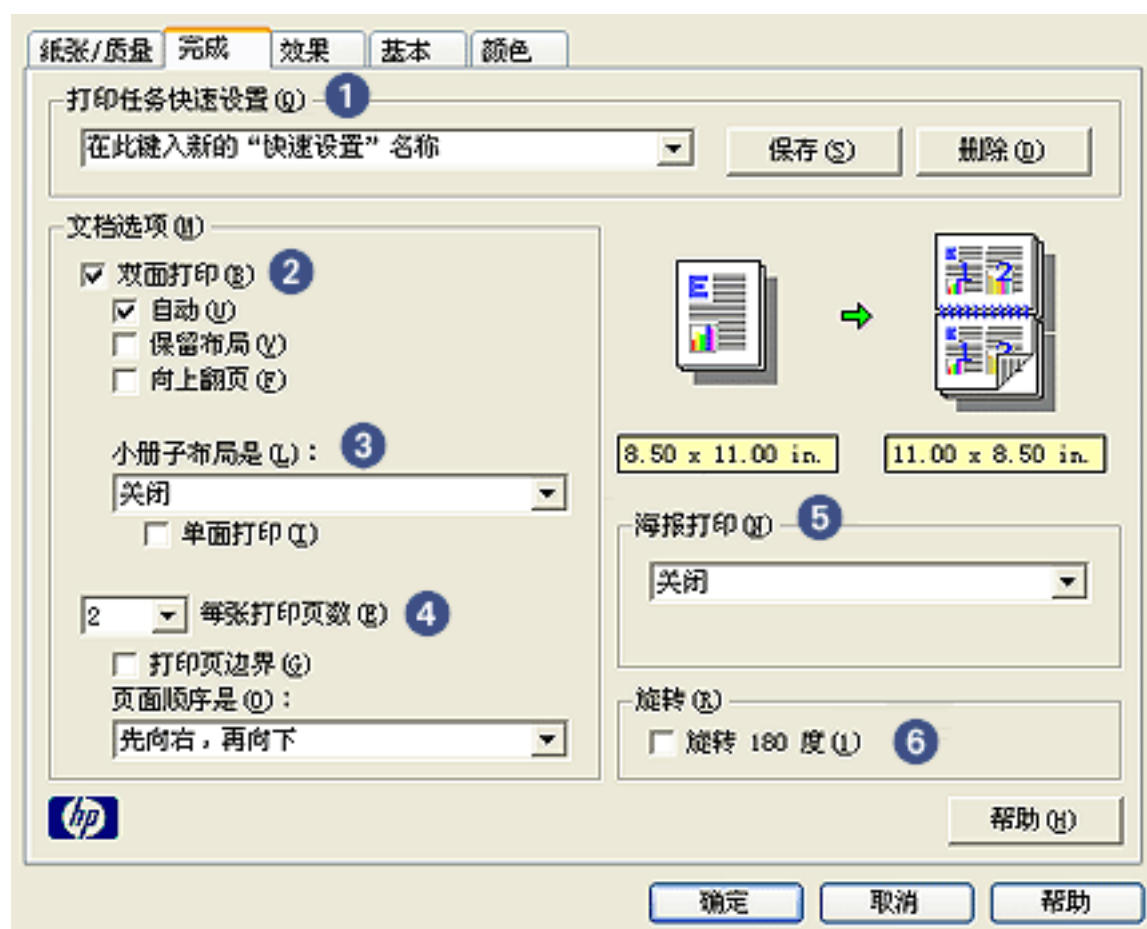 纸张/质量 完成 效果 基本 颜色
打印任务快速设置(Q) 1
在此键入新的“快速设置”名称 保存(S) 删除(D)
文档选项(M)
双面打印(B) 2
自动(U)
保留布局(V)
向上翻页(F)
E
1 2
E
1 2
小册子布局是(L): 3
8.50 x 11.00 in. 11.00 x 8.50 in.
关闭
单面打印(I)
海报打印(N) 5
关闭
2 每张打印页数(E) 4
打印页边界(G)
页面顺序是(O):
先向右,再向下
旋转(R)
旋转 180 度(1) 6
hp
帮助(H)
确定 取消 帮助